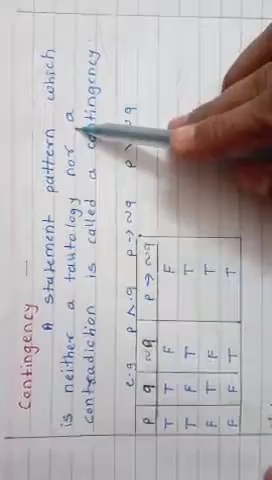 Contingency —
A statement pattern which
is neither a tautology nor a
contradiction is called a contingency.
e.g p ∧ q p → ~q
p q ~q p → ~q
T T F F
T F T T
F T F T
F F T T